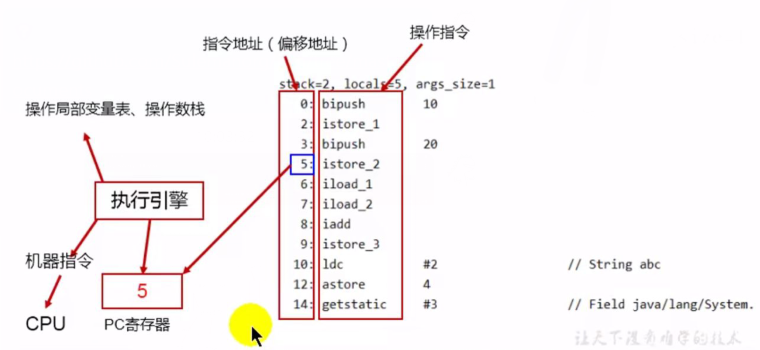 指令地址（偏移地址）
操作指令
stack=2, locals=5, args_size=1
操作局部变量表、操作数栈
0: bipush 10
2: istore_1
3: bipush 20
5: istore_2
6: iload_1
7: iload_2
8: iadd
9: istore_3
10: ldc #2 // String abc
12: astore 4
14: getstatic #3 // Field java/lang/System.
执行引擎
机器指令
5
CPU
PC寄存器
让天下没有难学的技术